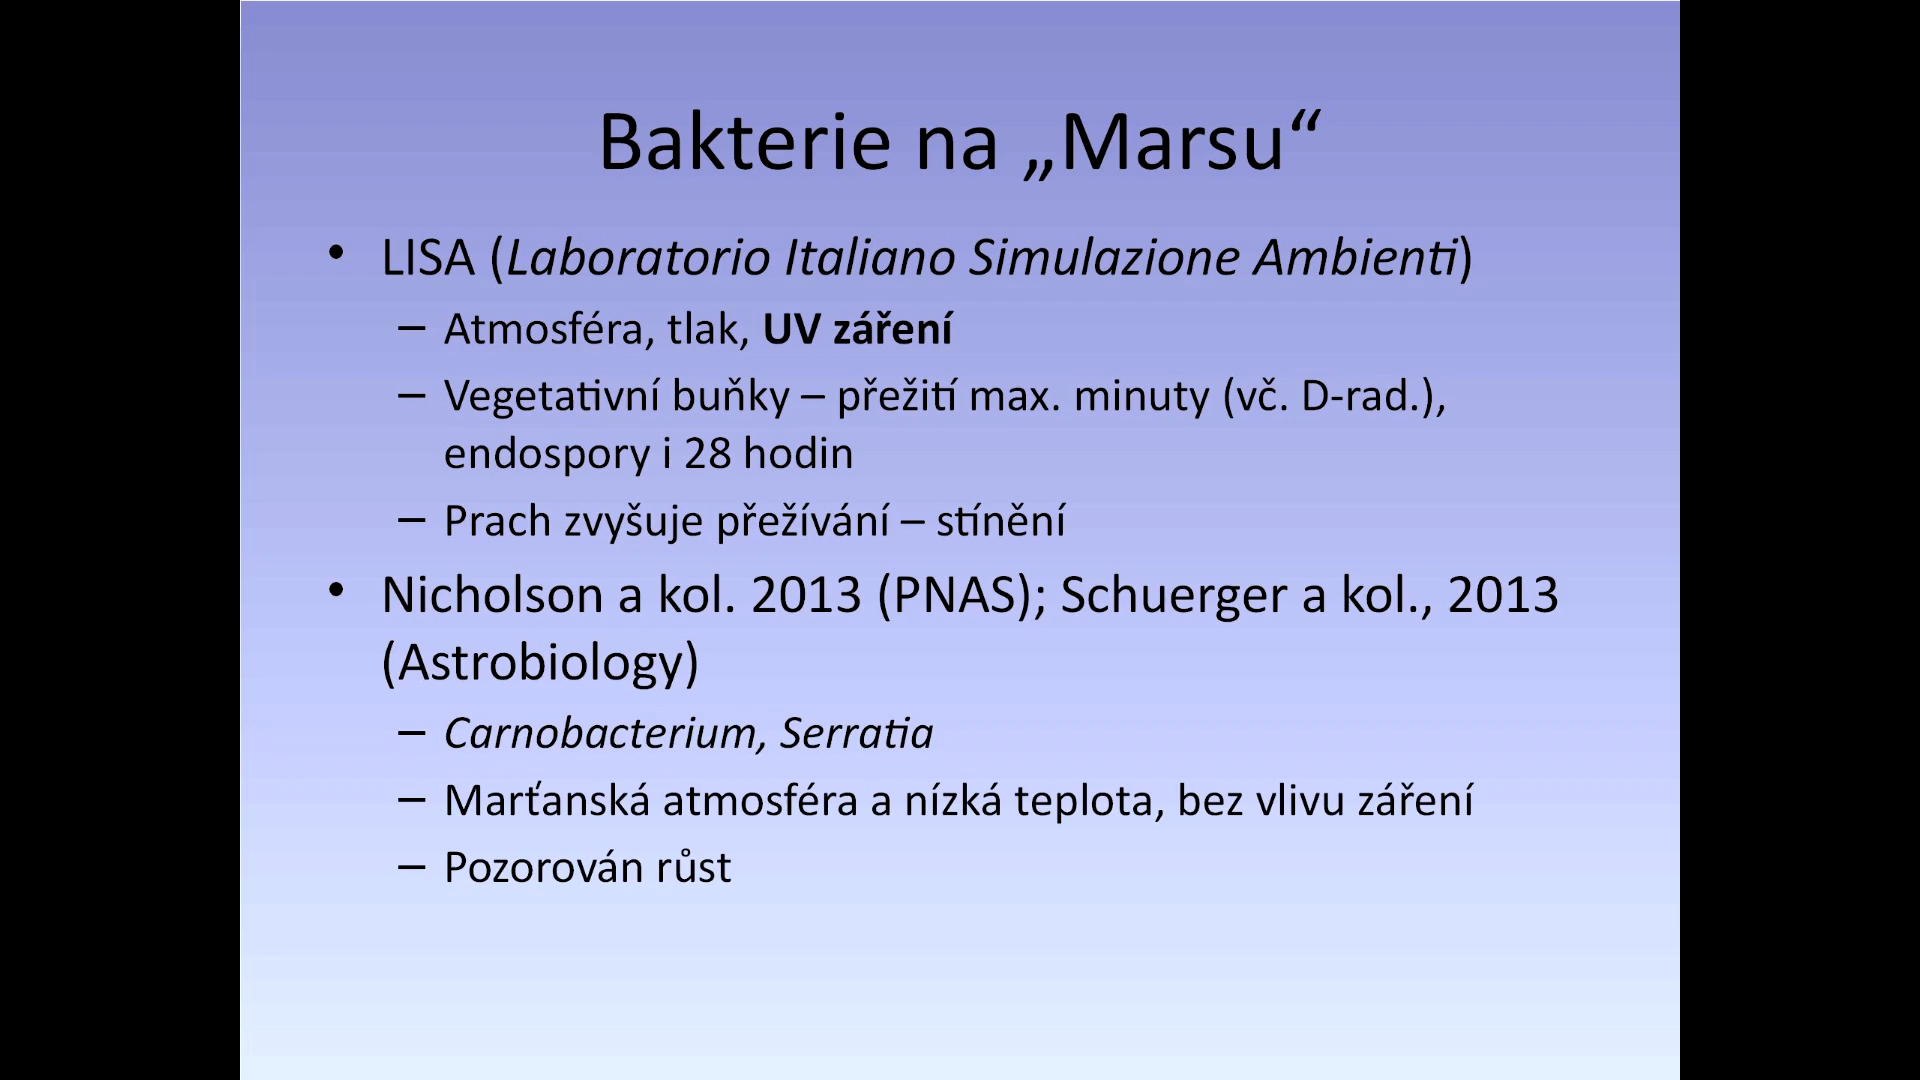 Bakterie na „Marsu“
• LISA (Laboratorio Italiano Simulazione Ambienti)
– Atmosféra, tlak, UV záření
– Vegetativní buňky – přežití max. minuty (vč. D-rad.),
endospory i 28 hodin
– Prach zvyšuje přežívání – stínění
• Nicholson a kol. 2013 (PNAS); Schuerger a kol., 2013
(Astrobiology)
– Carnobacterium, Serratia
– Marťanská atmosféra a nízká teplota, bez vlivu záření
– Pozorován růst